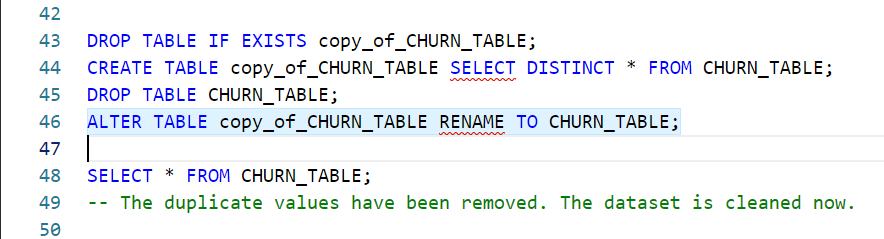 42
43 DROP TABLE IF EXISTS copy_of_CHURN_TABLE;
44 CREATE TABLE copy_of_CHURN_TABLE SELECT DISTINCT * FROM CHURN_TABLE;
45 DROP TABLE CHURN_TABLE;
46 ALTER TABLE copy_of_CHURN_TABLE RENAME TO CHURN_TABLE;
47
48 SELECT * FROM CHURN_TABLE;
49 -- The duplicate values have been removed. The dataset is cleaned now.
50